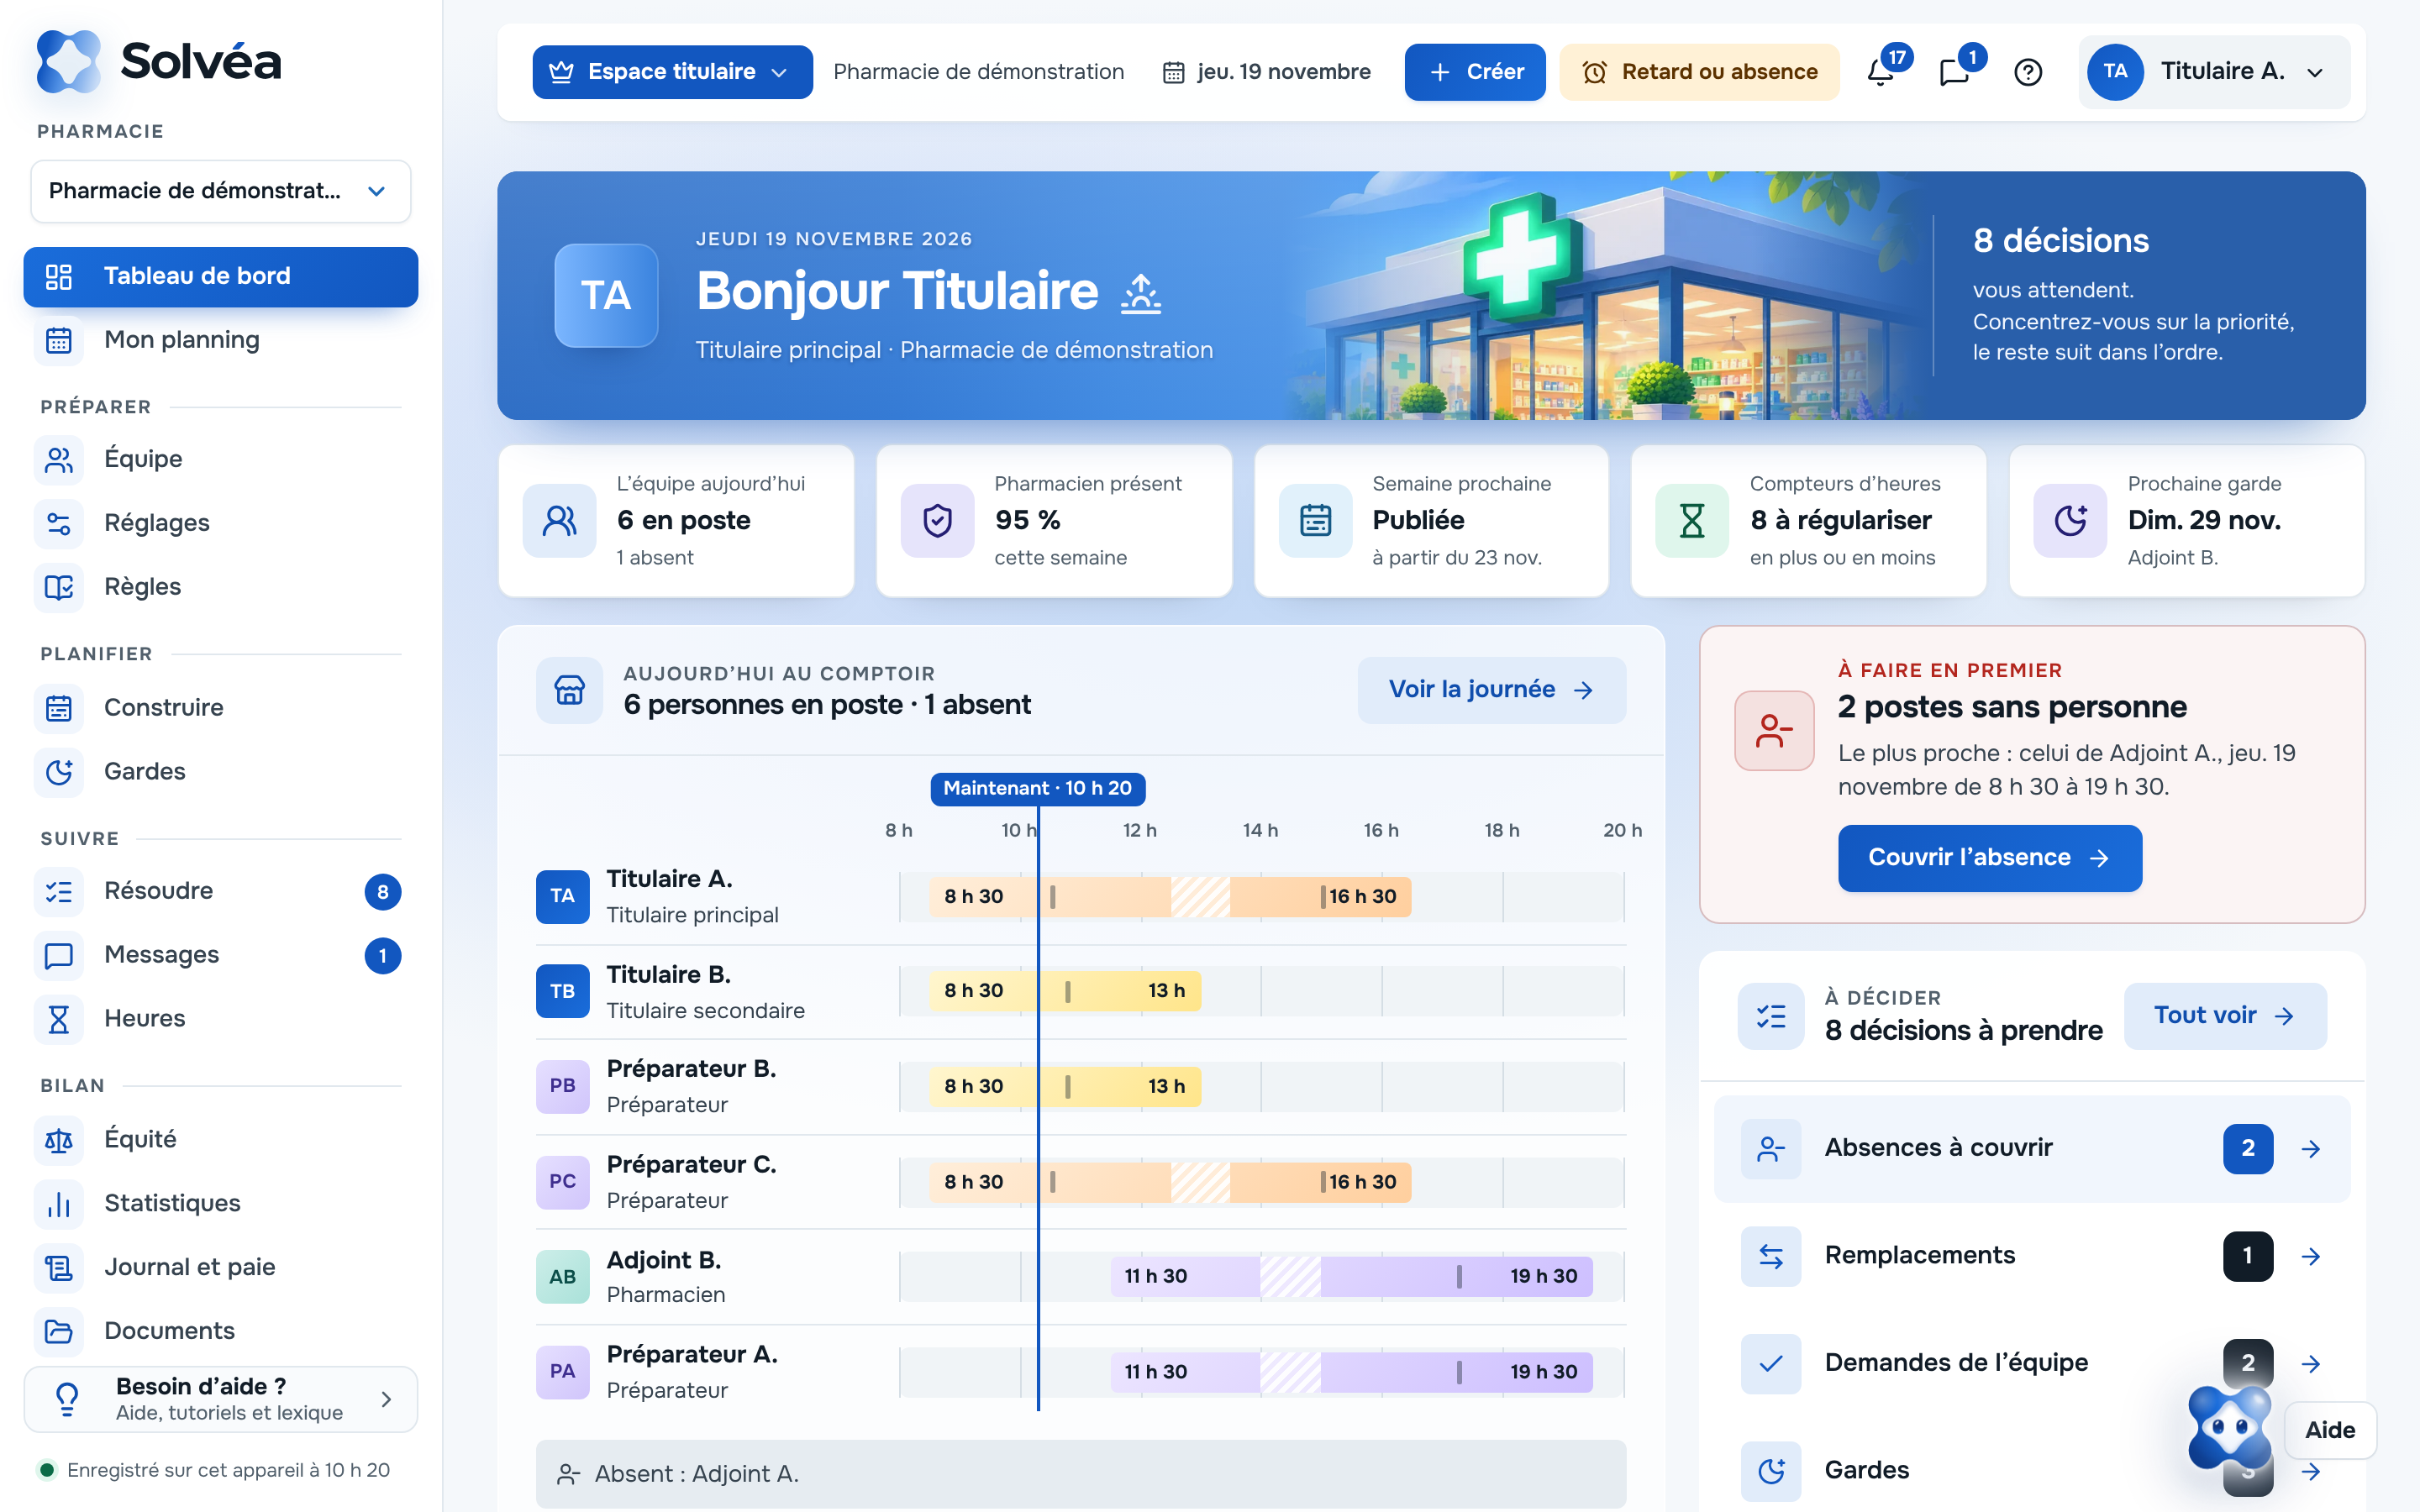 Solvéa
PHARMACIE
Pharmacie de démonstrat...
Tableau de bord
Mon planning
PRÉPARER
Équipe
Réglages
Règles
PLANIFIER
Construire
Gardes
SUIVRE
Résoudre 8
Messages 1
Heures
BILAN
Équité
Statistiques
Journal et paie
Documents
Besoin d’aide ?
Aide, tutoriels et lexique
Enregistré sur cet appareil à 10 h 20
Espace titulaire
Pharmacie de démonstration
jeu. 19 novembre
Créer
Retard ou absence
17
1
TA
Titulaire A.
TA
JEUDI 19 NOVEMBRE 2026
Bonjour Titulaire
Titulaire principal · Pharmacie de démonstration
8 décisions
vous attendent.
Concentrez-vous sur la priorité,
le reste suit dans l’ordre.
L’équipe aujourd’hui
6 en poste
1 absent
Pharmacien présent
95 %
cette semaine
Semaine prochaine
Publiée
à partir du 23 nov.
Compteurs d’heures
8 à régulariser
en plus ou en moins
Prochaine garde
Dim. 29 nov.
Adjoint B.
AUJOURD’HUI AU COMPTOIR
6 personnes en poste · 1 absent
Voir la journée
Maintenant · 10 h 20
8 h 10 h 12 h 14 h 16 h 18 h 20 h
TA
Titulaire A.
Titulaire principal
8 h 30 16 h 30
TB
Titulaire B.
Titulaire secondaire
8 h 30 13 h
PB
Préparateur B.
Préparateur
8 h 30 13 h
PC
Préparateur C.
Préparateur
8 h 30 16 h 30
AB
Adjoint B.
Pharmacien
11 h 30 19 h 30
PA
Préparateur A.
Préparateur
11 h 30 19 h 30
Absent : Adjoint A.
À FAIRE EN PREMIER
2 postes sans personne
Le plus proche : celui de Adjoint A., jeu. 19
novembre de 8 h 30 à 19 h 30.
Couvrir l’absence
À DÉCIDER
8 décisions à prendre
Tout voir
Absences à couvrir 2
Remplacements 1
Demandes de l’équipe 2
Gardes 3
Aide